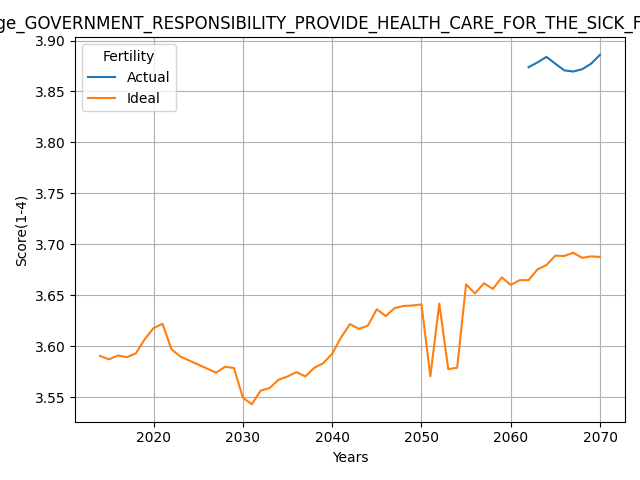 ge_GOVERNMENT_RESPONSIBILITY_PROVIDE_HEALTH_CARE_FOR_THE_SICK_F
Fertility
Actual
Ideal
3.90
3.85
3.80
3.75
3.70
3.65
3.60
3.55
Score(1-4)
2020
2030
2040
2050
2060
2070
Years